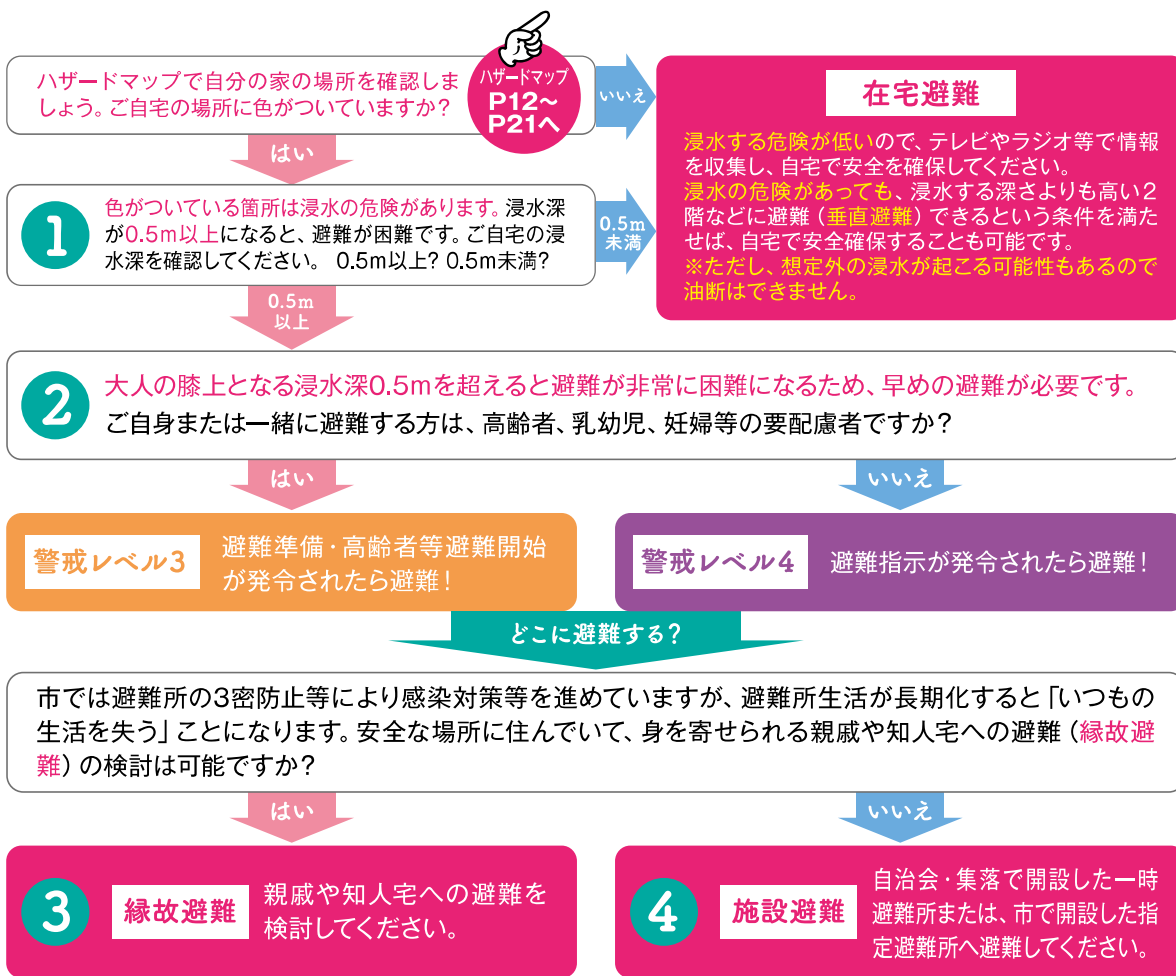 ハザードマップで自分の家の場所を確認しま
しょう。ご自宅の場所に色がついていますか?
ハザードマップ
P12〜
P21へ
いいえ
はい
在宅避難
浸水する危険が低いので、テレビやラジオ等で情報
を収集し、自宅で安全を確保してください。
浸水の危険があっても、浸水する深さよりも高い2
階などに避難(垂直避難)できるという条件を満た
せば、自宅で安全確保することも可能です。
※ただし、想定外の浸水が起こる可能性もあるので
油断はできません。
1
色がついている箇所は浸水の危険があります。浸水深
が0.5m以上になると、避難が困難です。ご自宅の浸
水深を確認してください。 0.5m以上? 0.5m未満?
0.5m
未満
0.5m
以上
2
大人の膝上となる浸水深0.5mを超えると避難が非常に困難になるため、早めの避難が必要です。
ご自身または一緒に避難する方は、高齢者、乳幼児、妊婦等の要配慮者ですか?
はい
いいえ
警戒レベル3
避難準備・高齢者等避難開始
が発令されたら避難!
警戒レベル4
避難指示が発令されたら避難!
どこに避難する?
市では避難所の3密防止等により感染対策等を進めていますが、避難所生活が長期化すると「いつもの
生活を失う」ことになります。安全な場所に住んでいて、身を寄せられる親戚や知人宅への避難(縁故避
難)の検討は可能ですか?
はい
いいえ
3
縁故避難
親戚や知人宅への避難を
検討してください。
4
施設避難
自治会・集落で開設した一時
避難所または、市で開設した指
定避難所へ避難してください。